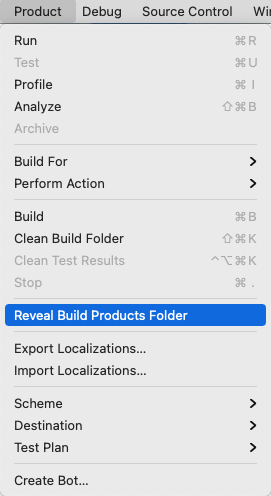 Product Debug Source Control
Run ⌘R
Test ⌘U
Profile ⌘I
Analyze ⇧⌘B
Archive
Build For
Perform Action
Build ⌘B
Clean Build Folder ⇧⌘K
Clean Test Results ^⌥⌘K
Stop ⌘.
Reveal Build Products Folder
Export Localizations...
Import Localizations...
Scheme
Destination
Test Plan
Create Bot...